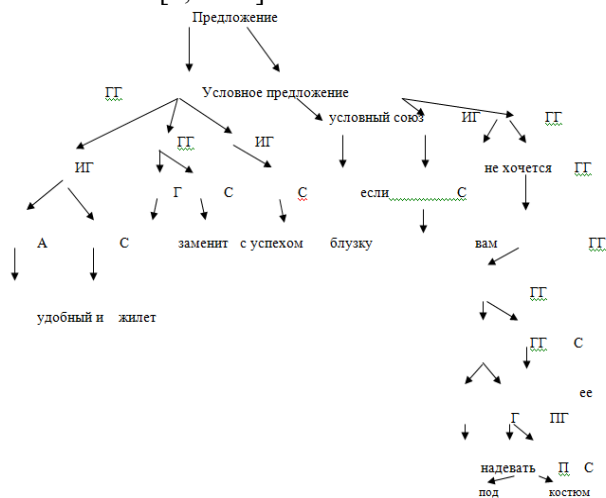 Предложение
ГГ Условное предложение
условный союз ИГ ГГ
ГГ ИГ
ИГ не хочется ГГ
Г С С если С
А С заменит с успехом блузку вам ГГ
ГГ
удобный и жилет
ГГ С
ее
Г ПГ
надевать П С
под костюм